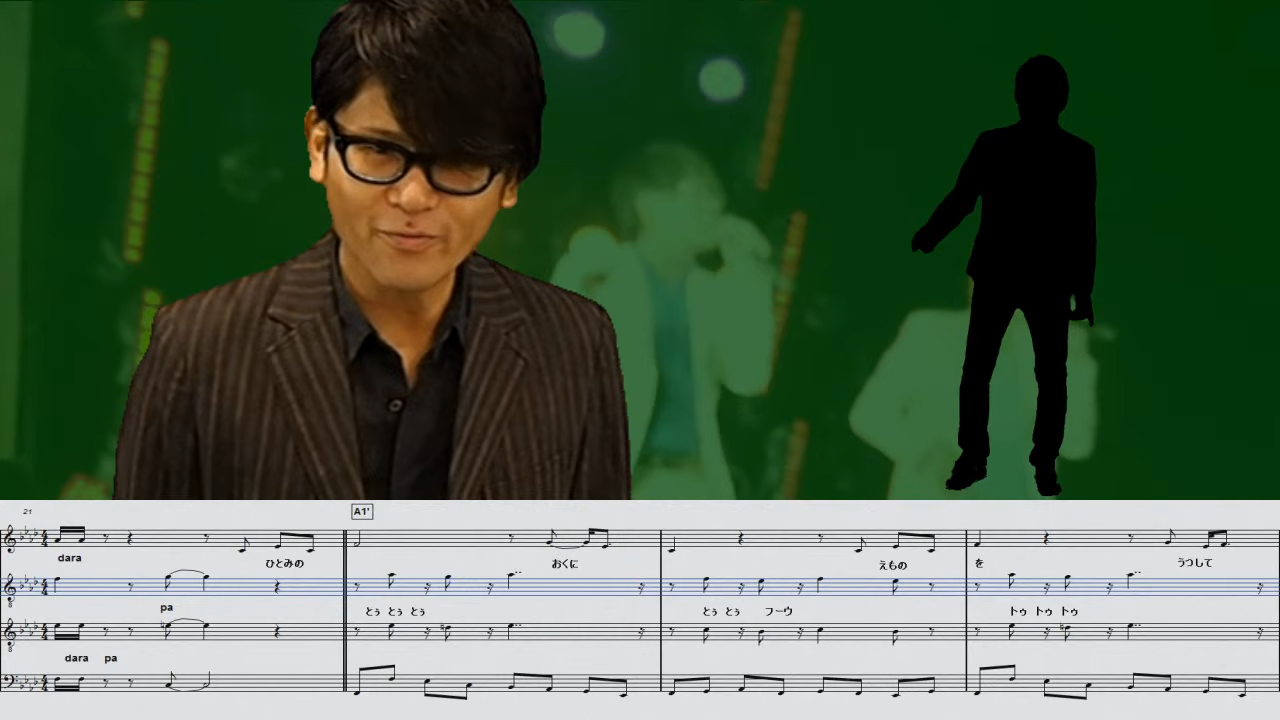 21
A1'
dara
ひとみの
おくに
えもの
を
うつして
pa
とぅ とぅ とぅ
とぅ とぅ フーウ
トゥ トゥ トゥ
dara pa